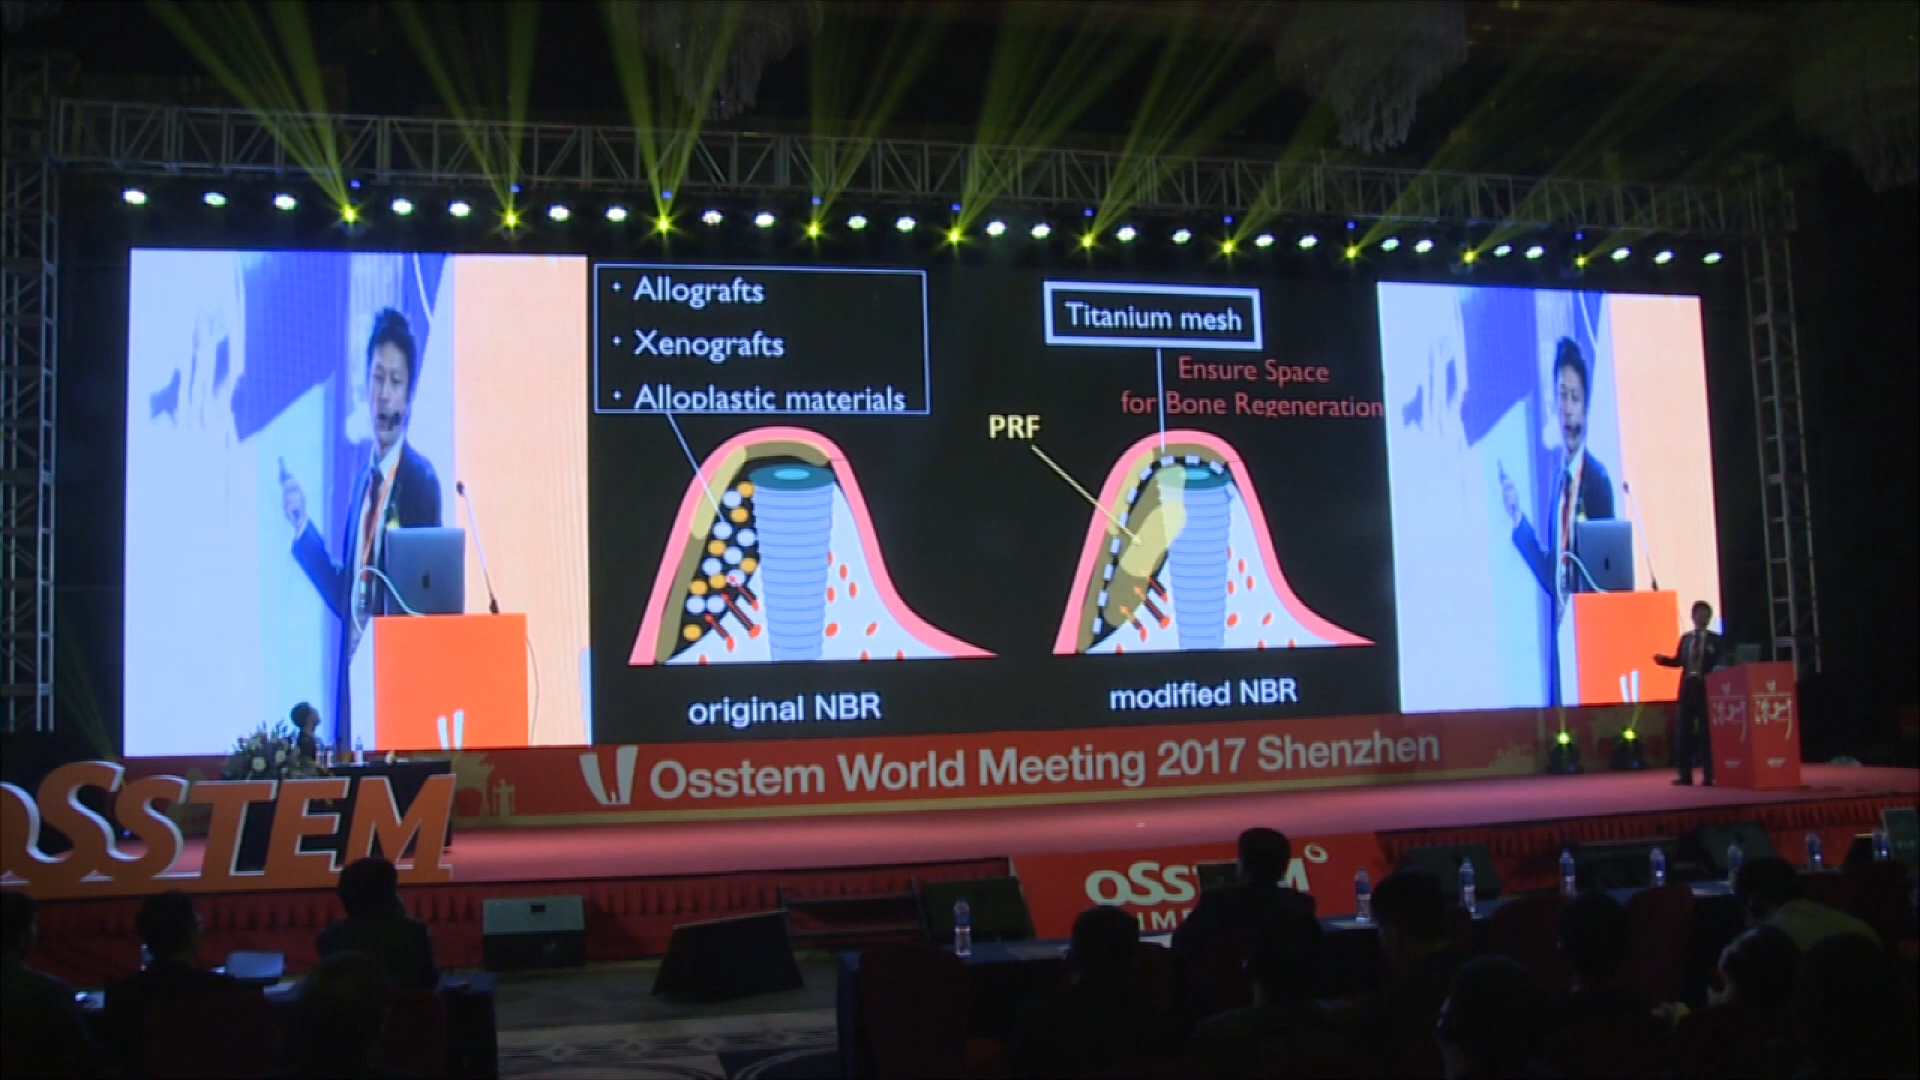 · Allografts
· Xenografts
· Alloplastic materials
Titanium mesh
Ensure Space
for Bone Regeneration
PRF
original NBR
modified NBR
Osstem World Meeting 2017 Shenzhen
OSSTEM